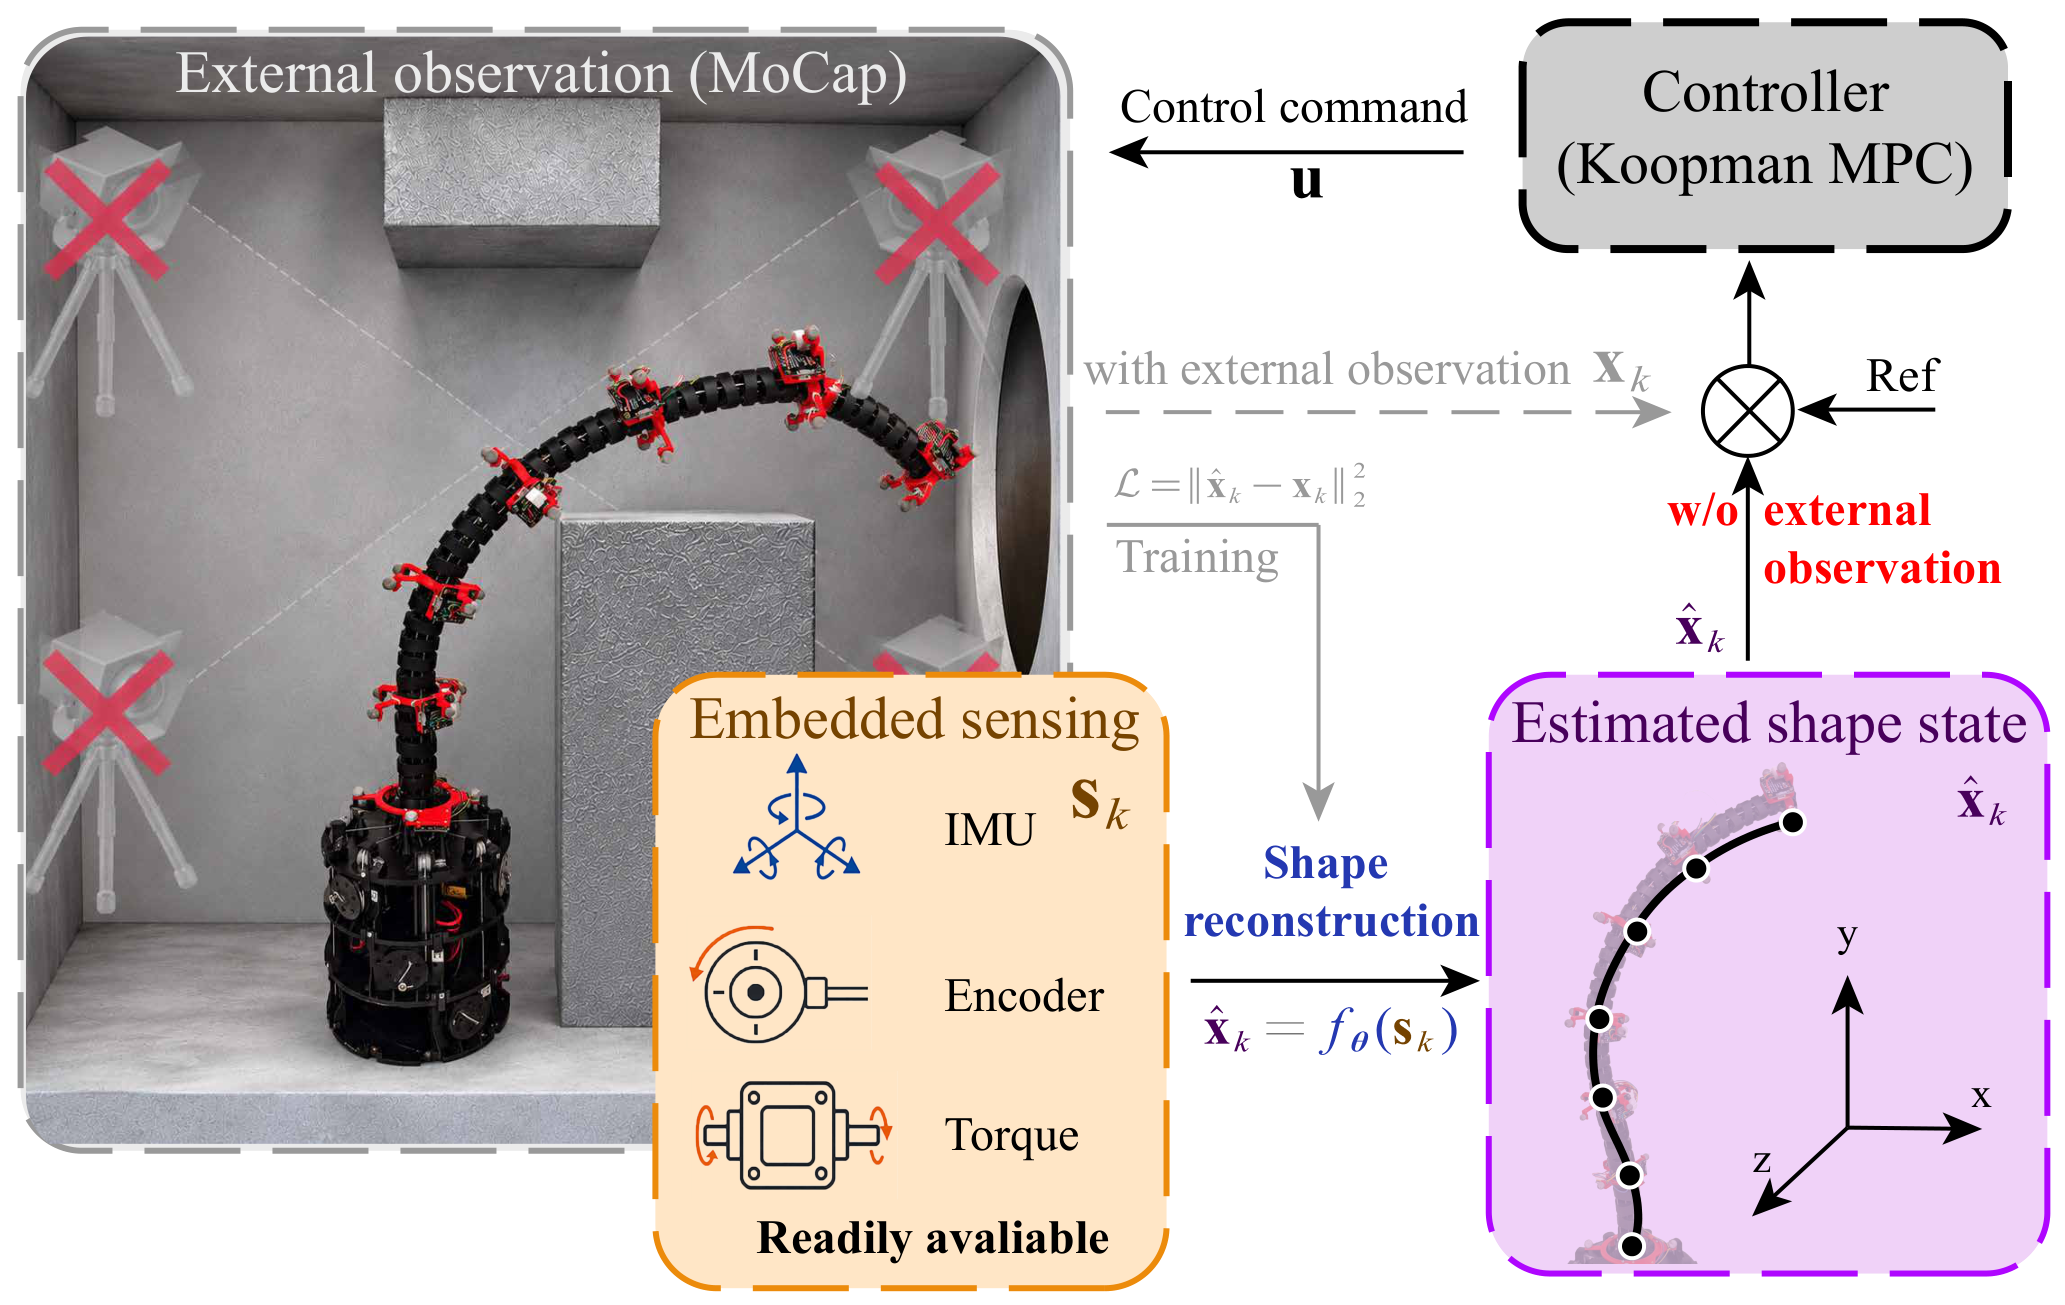 External observation (MoCap)
Control command
u
Controller
(Koopman MPC)
with external observation x_k
Ref
ℒ = ‖x̂_k − x_k‖₂²
Training
w/o external
observation
x̂_k
Embedded sensing
s_k
IMU
Encoder
Torque
Readily avaliable
Shape
reconstruction
x̂_k = f_θ(s_k)
Estimated shape state
x̂_k
y
x
z